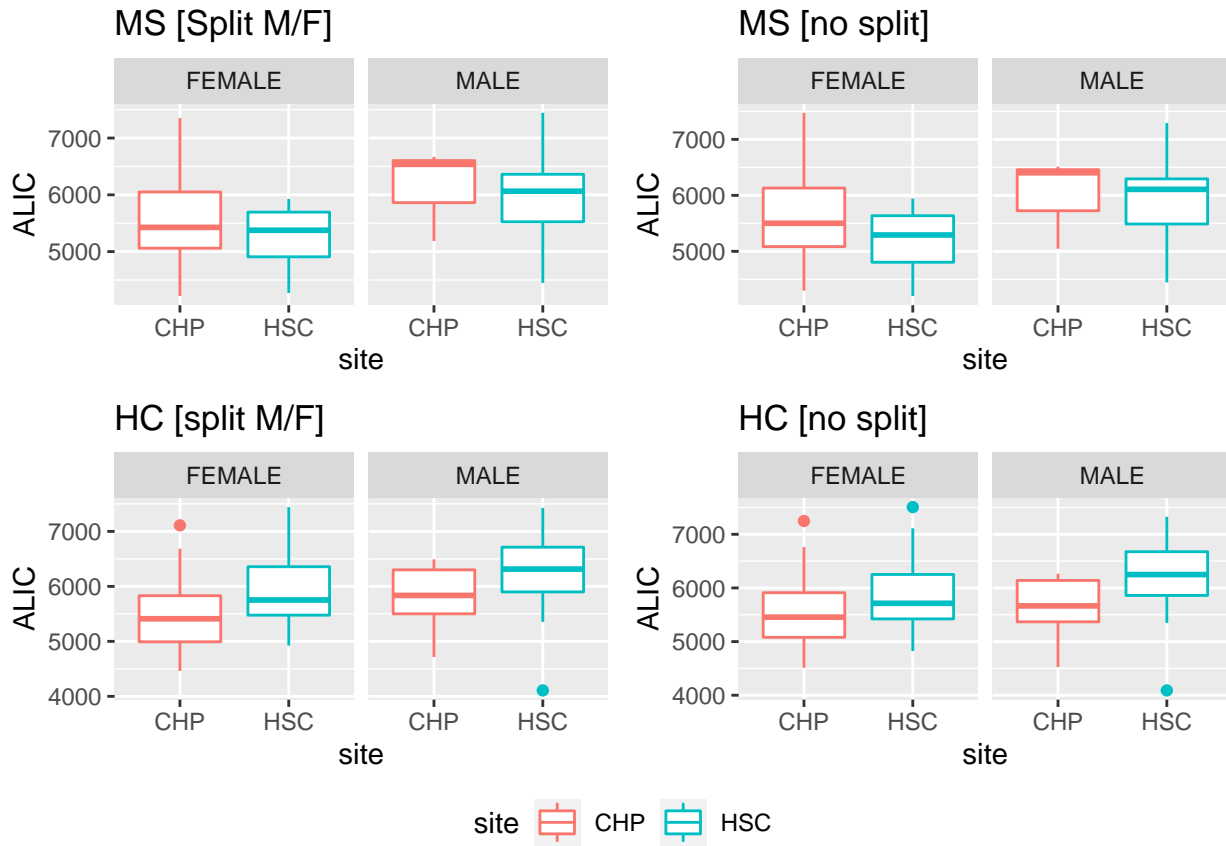 MS [Split M/F]
FEMALE MALE
7000
6000
5000
ALIC
CHP HSC CHP HSC
site
MS [no split]
FEMALE MALE
7000
6000
5000
ALIC
CHP HSC CHP HSC
site
HC [split M/F]
FEMALE MALE
7000
6000
5000
4000
ALIC
CHP HSC CHP HSC
site
HC [no split]
FEMALE MALE
7000
6000
5000
4000
ALIC
CHP HSC CHP HSC
site
site CHP HSC